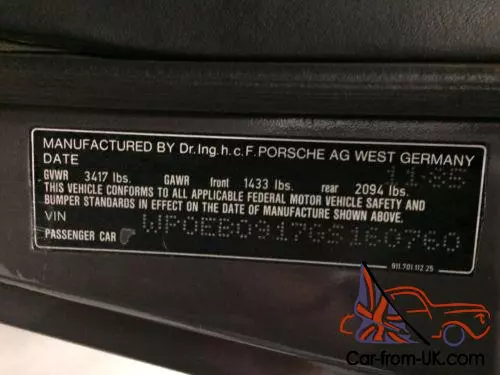 MANUFACTURED BY Dr.Ing.h.c.F.PORSCHE AG WEST GERMANY
DATE 11-85
GVWR 3417 lbs. GAWR front 1433 lbs. rear 2094 lbs.
THIS VEHICLE CONFORMS TO ALL APPLICABLE FEDERAL MOTOR VEHICLE SAFETY AND
BUMPER STANDARDS IN EFFECT ON THE DATE OF MANUFACTURE SHOWN ABOVE.
VIN WP0EB0917GS160760
PASSENGER CAR
911.701.112.25
Car-from-UK.com